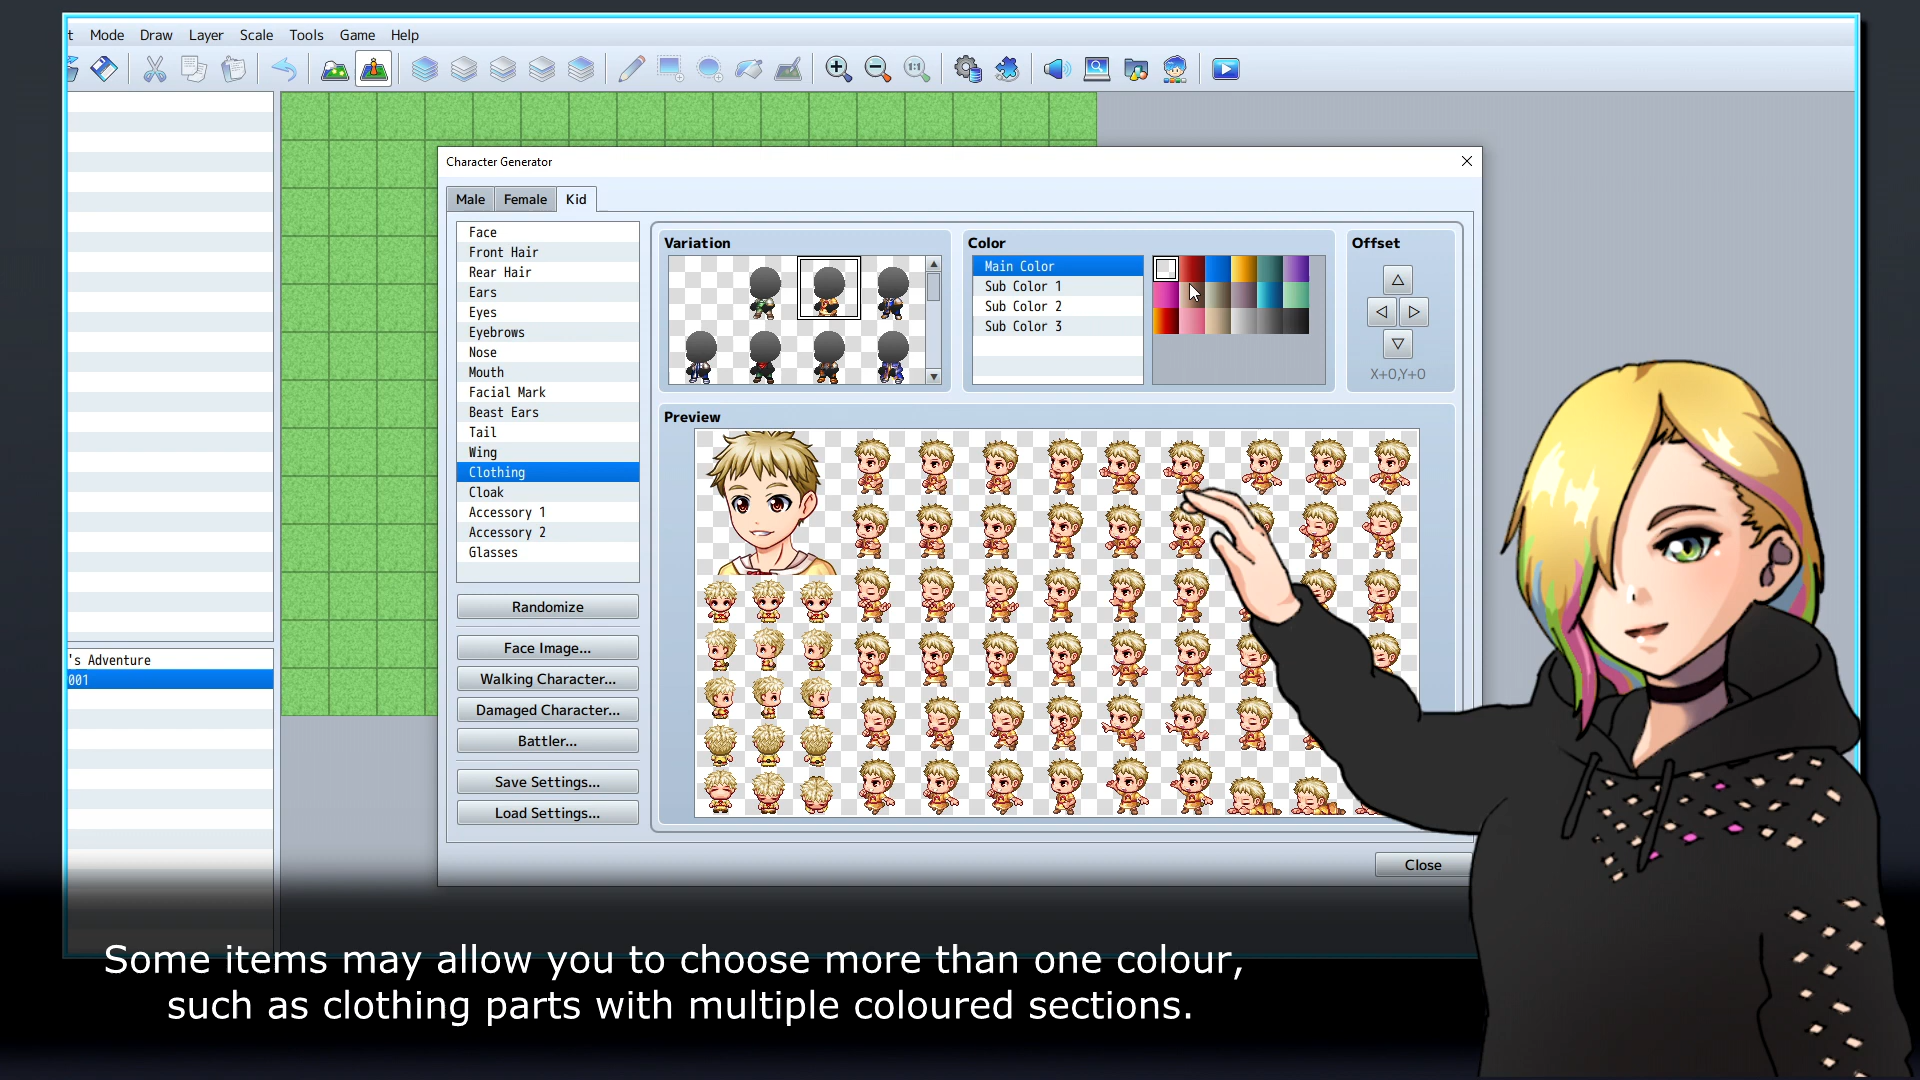 t Mode Draw Layer Scale Tools Game Help
1:1
Character Generator
Male Female Kid
Face
Front Hair
Rear Hair
Ears
Eyes
Eyebrows
Nose
Mouth
Facial Mark
Beast Ears
Tail
Wing
Clothing
Cloak
Accessory 1
Accessory 2
Glasses
Randomize
Face Image...
Walking Character...
Damaged Character...
Battler...
Save Settings...
Load Settings...
Variation
Color
Main Color
Sub Color 1
Sub Color 2
Sub Color 3
Offset
X+0,Y+0
Preview
's Adventure
001
Close
Some items may allow you to choose more than one colour,
such as clothing parts with multiple coloured sections.